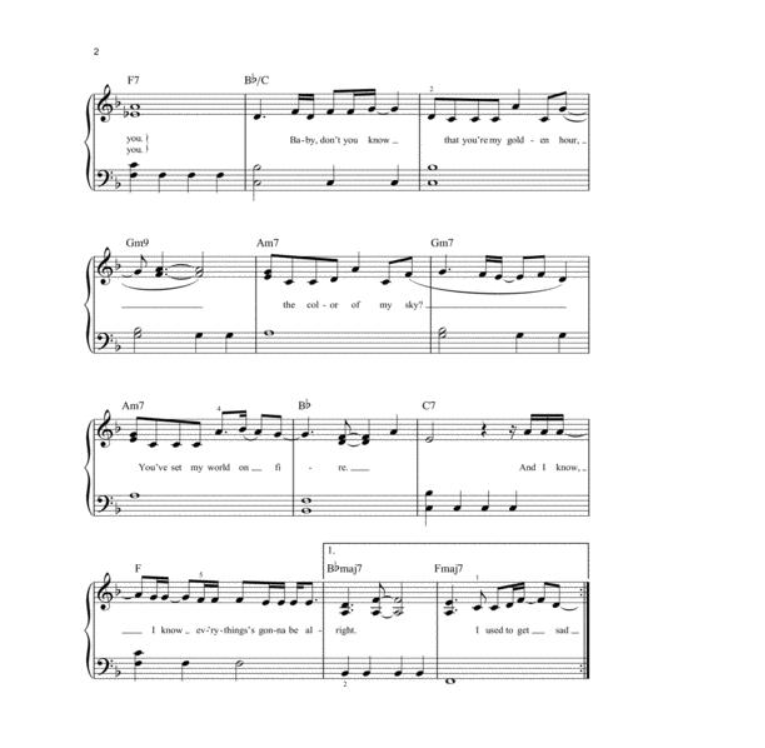 2
F7 B♭/C
2
you. Ba-by, don't you know that you're my gold - en hour,
you.
Gm9 Am7 Gm7
the col - or of my sky?
Am7 B♭ C7
4
You've set my world on fi - re. And I know,
1.
F B♭maj7 Fmaj7
5 1
I know ev-'ry-things's gon-na be al - right. I used to get sad
2